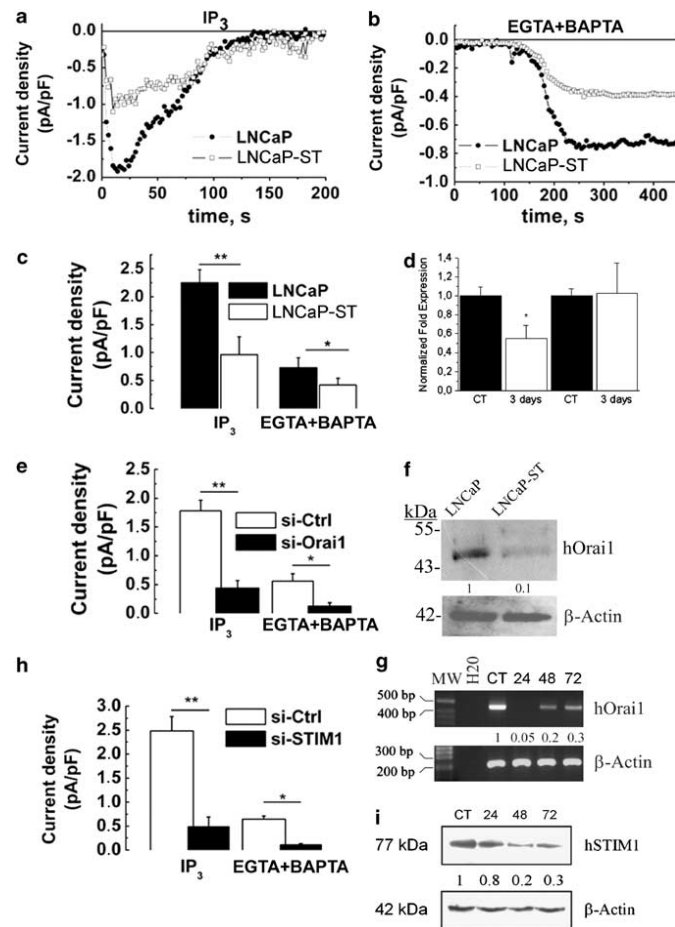 a
IP3
0.0
-0.5
-1.0
-1.5
-2.0
Current density
(pA/pF)
LNCaP
LNCaP-ST
0 50 100 150 200
time, s
b
EGTA+BAPTA
-0.0
-0.2
-0.4
-0.6
-0.8
Current density
(pA/pF)
LNCaP
LNCaP-ST
0 100 200 300 400
time, s
c
2.5
2.0
1.5
1.0
0.5
0.0
Current density
(pA/pF)
**
LNCaP
LNCaP-ST
*
IP3 EGTA+BAPTA
d
1,4
1,2
1,0
0,8
0,6
0,4
0,2
0,0
Normalized Fold Expression
*
CT 3 days CT 3 days
e
2.5
2.0
1.5
1.0
0.5
0.0
Current density
(pA/pF)
**
si-Ctrl
si-Orai1
*
IP3 EGTA+BAPTA
f
kDa
LNCaP LNCaP-ST
55-
43-
hOrai1
1 0.1
42-
β-Actin
g
MW H20 CT 24 48 72
500 bp
400 bp
hOrai1
1 0.05 0.2 0.3
300 bp
200 bp
β-Actin
h
3.0
2.5
2.0
1.5
1.0
0.5
0.0
Current density
(pA/pF)
**
si-Ctrl
si-STIM1
*
IP3 EGTA+BAPTA
i
CT 24 48 72
77 kDa
hSTIM1
1 0.8 0.2 0.3
42 kDa
β-Actin